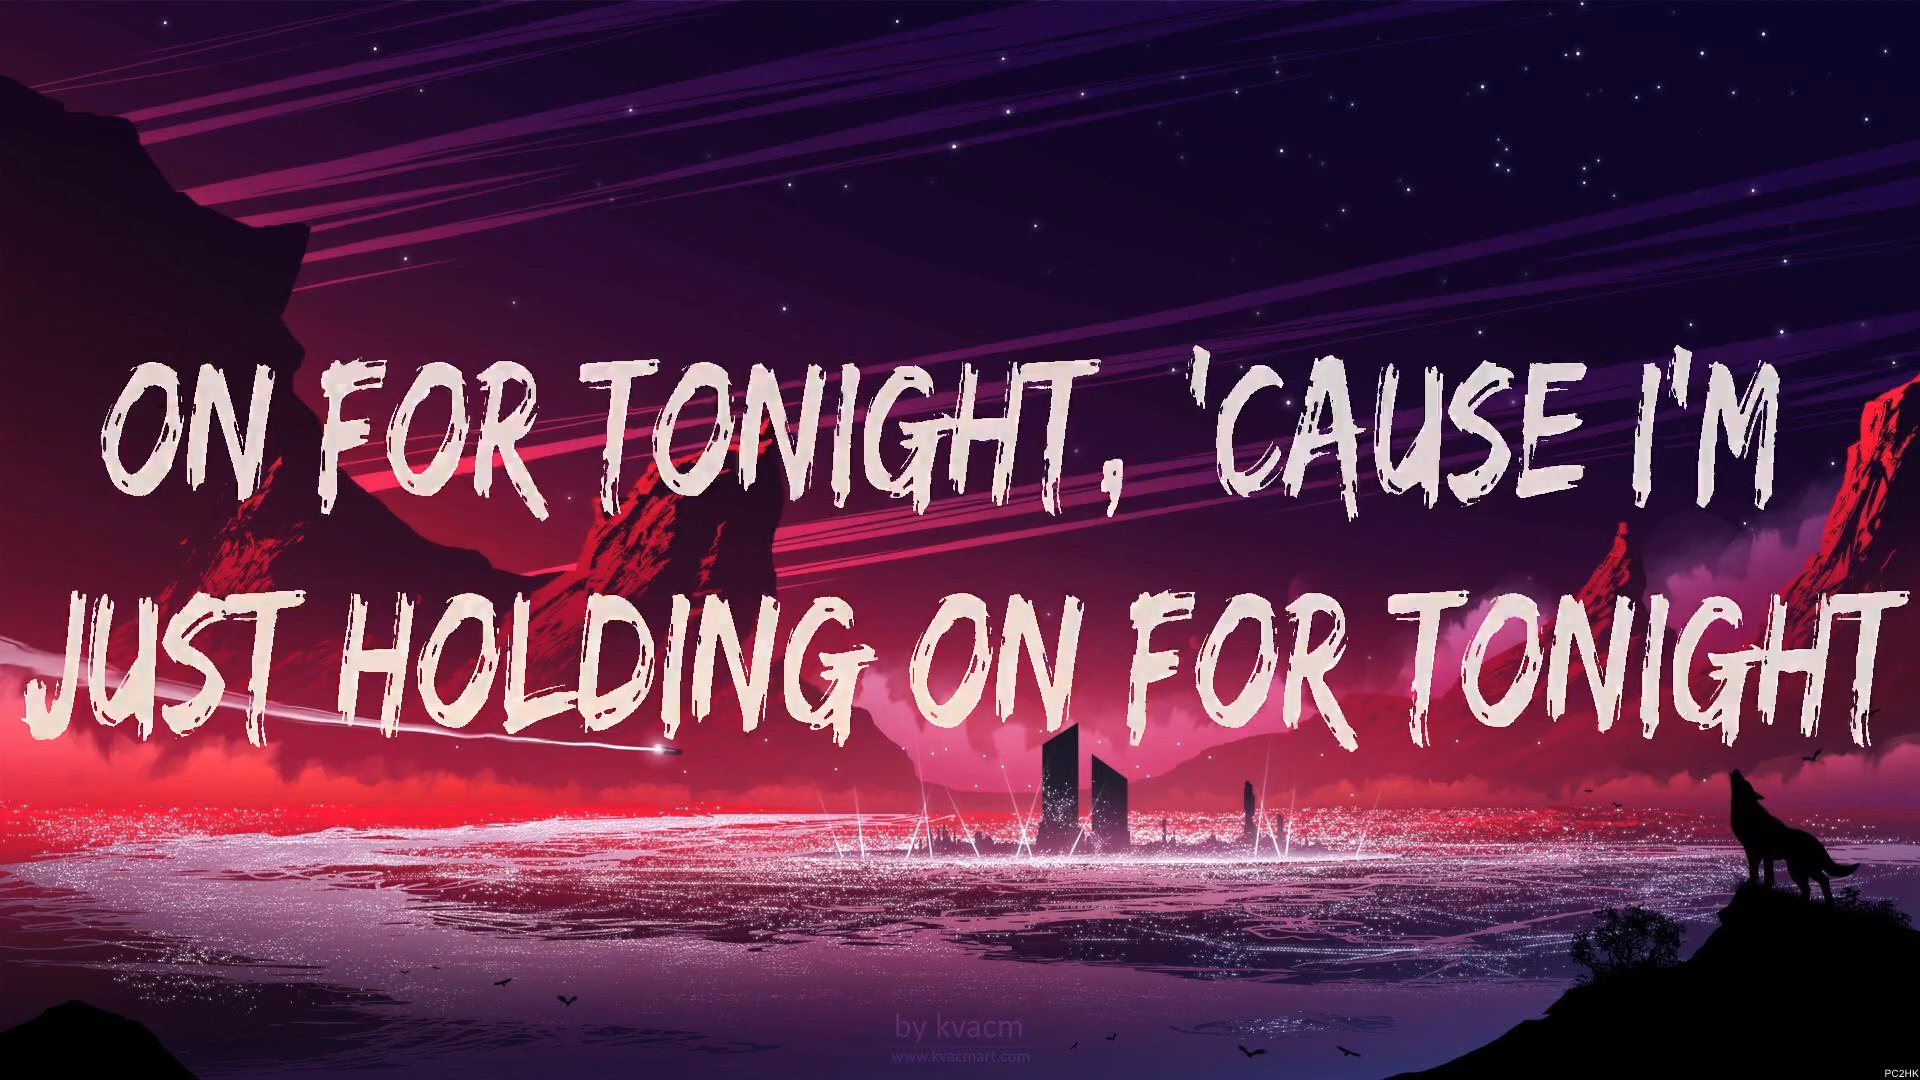 ON FOR TONIGHT, 'CAUSE I'M
JUST HOLDING ON FOR TONIGHT
by kvacm
www.kvacmart.com
PC2HK